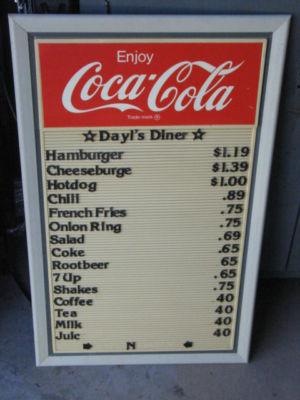 Enjoy
Coca-Cola
Trade mark ®
☆ Dayl's Diner ☆
Hamburger $1.19
Cheeseburge $1.39
Hotdog $1.00
Chili .89
French Fries .75
Onion Ring .75
Salad .69
Coke .65
Rootbeer 65
7 Up .65
Shakes .75
Coffee 40
Tea 40
Milk 40
Juic 40
N